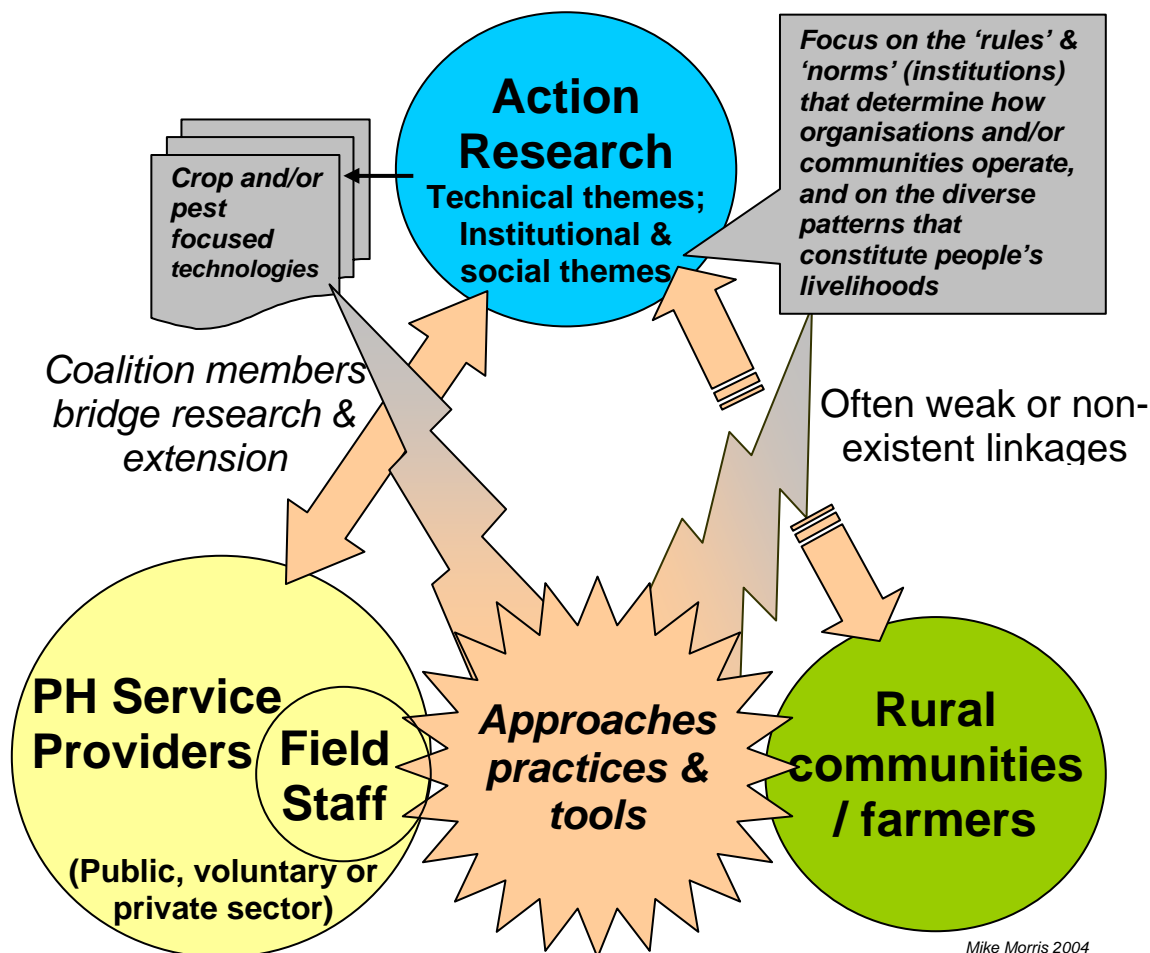 Action
Research
Technical themes;
Institutional &
social themes
Crop and/or
pest
focused
technologies
Focus on the ‘rules’ &
‘norms’ (institutions)
that determine how
organisations and/or
communities operate,
and on the diverse
patterns that
constitute people’s
livelihoods
Coalition members
bridge research &
extension
Often weak or non-
existent linkages
PH Service
Providers
Field
Staff
(Public, voluntary or
private sector)
Approaches
practices &
tools
Rural
communities
/ farmers
Mike Morris 2004